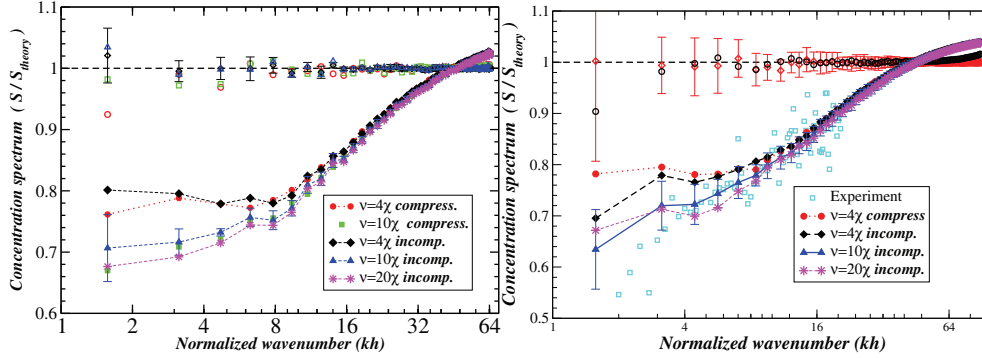 Concentration spectrum ( S / S_theory )
1.1
1
0.9
0.8
0.7
0.6
1 2 4 8 16 32 64
Normalized wavenumber (kh)
ν=4χ compress.
ν=10χ compress.
ν=4χ incomp.
ν=10χ incomp.
ν=20χ incomp.
Concentration spectrum ( S / S_theory )
1.1
1.0
0.9
0.8
0.7
0.6
0.5
1 4 16 64
Normalized wavenumber (kh)
Experiment
ν=4χ compress
ν=4χ incomp.
ν=10χ incomp.
ν=20χ incomp.